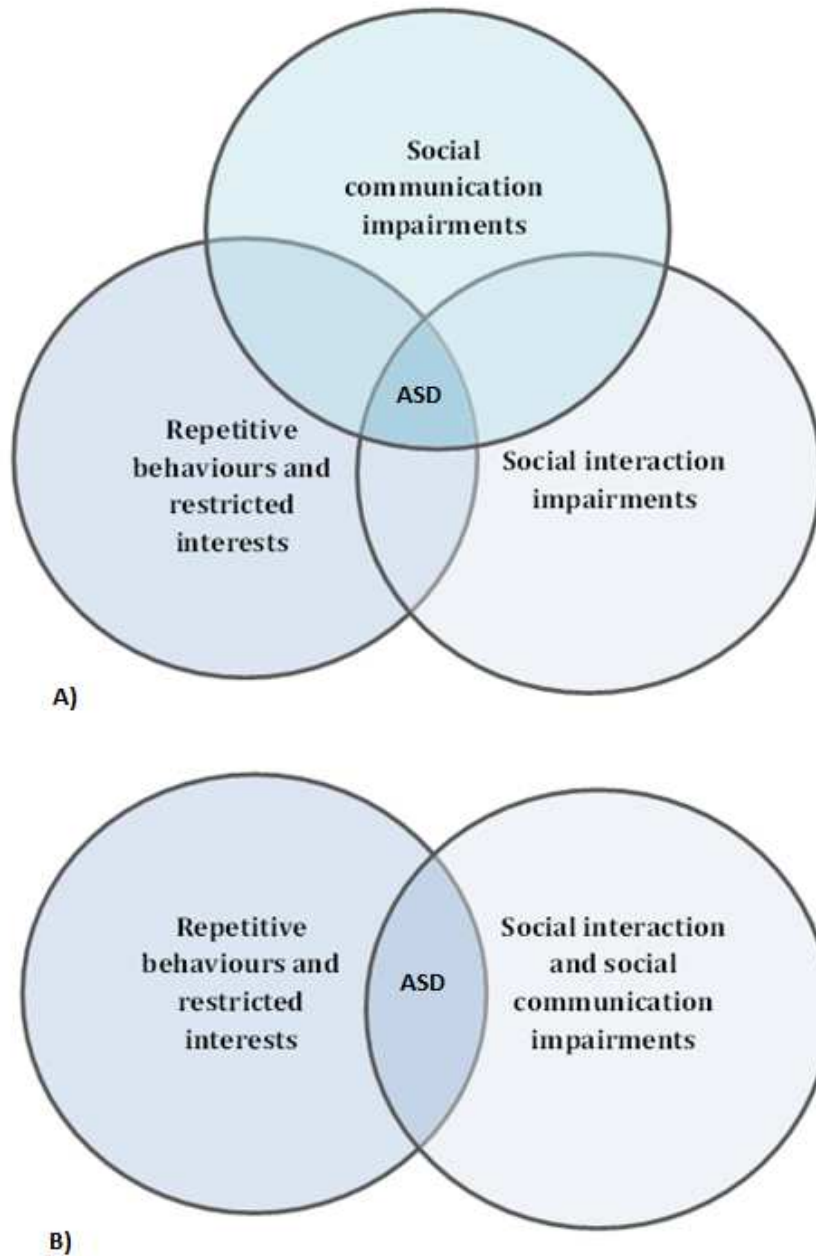 Social
communication
impairments
ASD
Repetitive
behaviours and
restricted
interests
Social interaction
impairments
A)
Repetitive
behaviours and
restricted
interests
ASD
Social interaction
and social
communication
impairments
B)